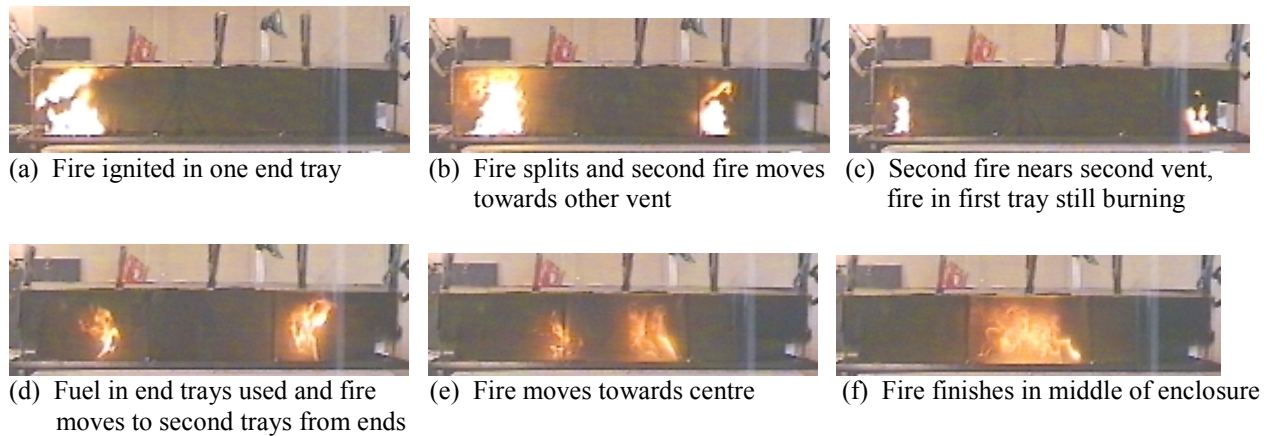 (a) Fire ignited in one end tray
(b) Fire splits and second fire moves
towards other vent
(c) Second fire nears second vent,
fire in first tray still burning
(d) Fuel in end trays used and fire
moves to second trays from ends
(e) Fire moves towards centre
(f) Fire finishes in middle of enclosure